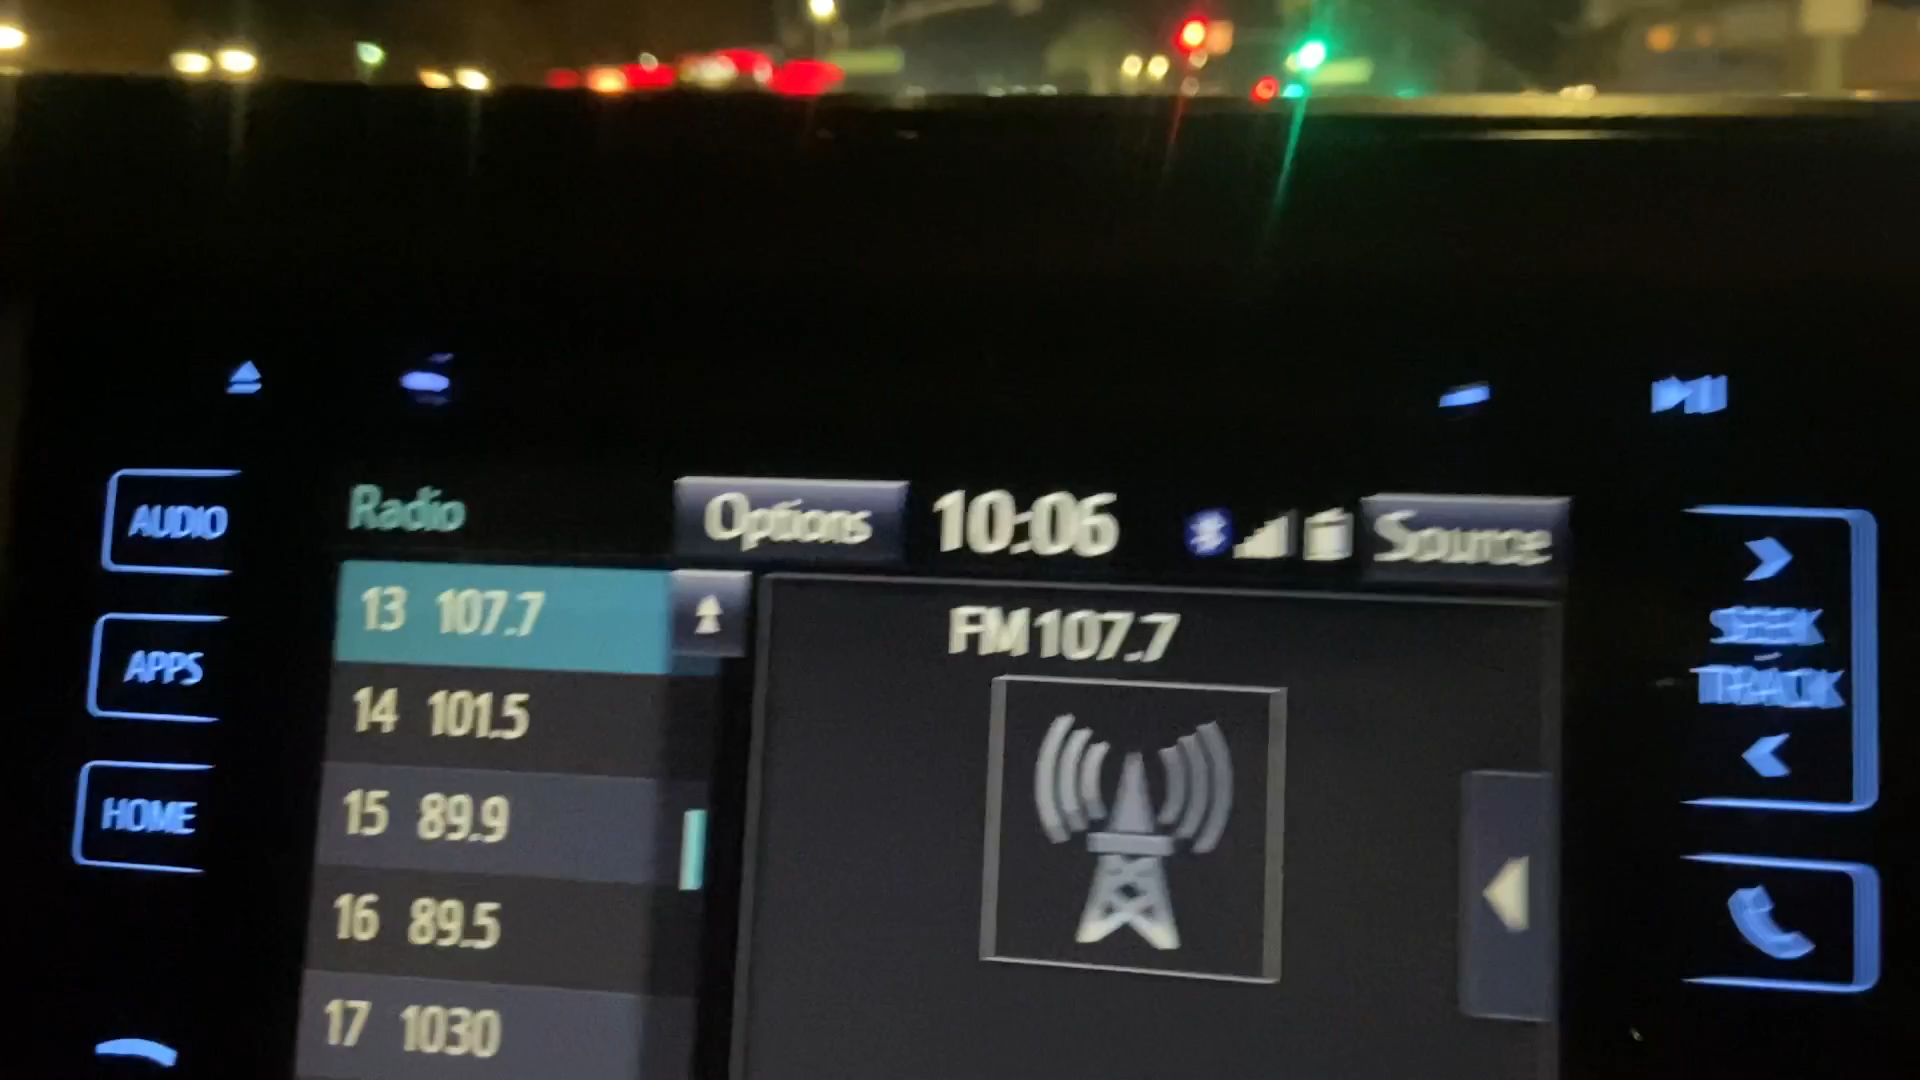 AUDIO
APPS
HOME
Radio
Options
10:06
Source
13 107.7
14 101.5
15 89.9
16 89.5
17 1030
FM 107.7
SEEK
TRACK